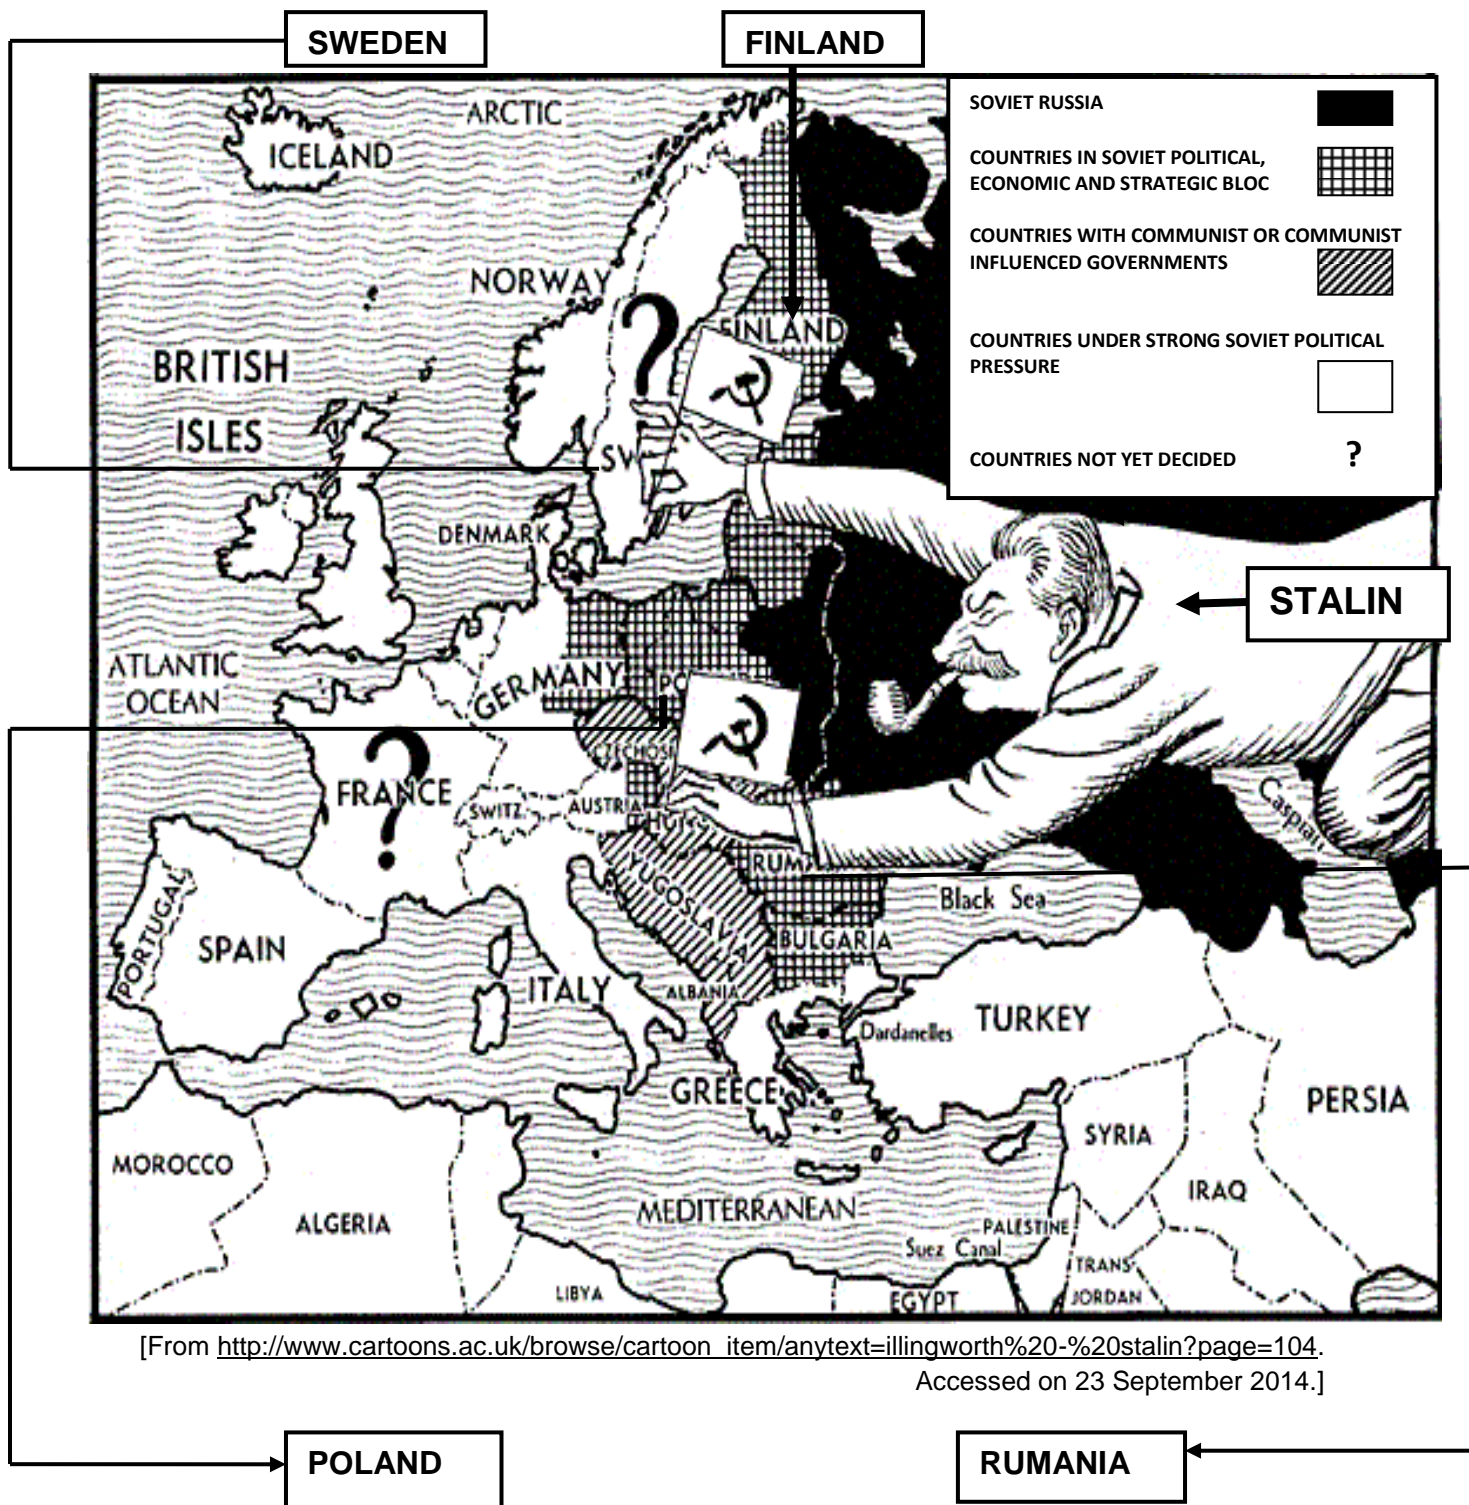 SWEDEN
FINLAND
SOVIET RUSSIA
COUNTRIES IN SOVIET POLITICAL,
ECONOMIC AND STRATEGIC BLOC
COUNTRIES WITH COMMUNIST OR COMMUNIST
INFLUENCED GOVERNMENTS
COUNTRIES UNDER STRONG SOVIET POLITICAL
PRESSURE
COUNTRIES NOT YET DECIDED ?
ARCTIC
ICELAND
NORWAY
?
FINLAND
BRITISH
ISLES
SW
DENMARK
STALIN
ATLANTIC
OCEAN
GERMANY
PO
CZECHOSL
?
FRANCE
SWITZ.
AUSTRIA
HU
Caspian
RUM
YUGOSLAVIA
Black Sea
BULGARIA
PORTUGAL
SPAIN
ITALY
ALBANIA
Dardanelles
TURKEY
GREECE
PERSIA
SYRIA
MOROCCO
IRAQ
ALGERIA
MEDITERRANEAN
PALESTINE
Suez Canal
TRANS
JORDAN
LIBYA
EGYPT
[From http://www.cartoons.ac.uk/browse/cartoon_item/anytext=illingworth%20-%20stalin?page=104.
Accessed on 23 September 2014.]
POLAND
RUMANIA